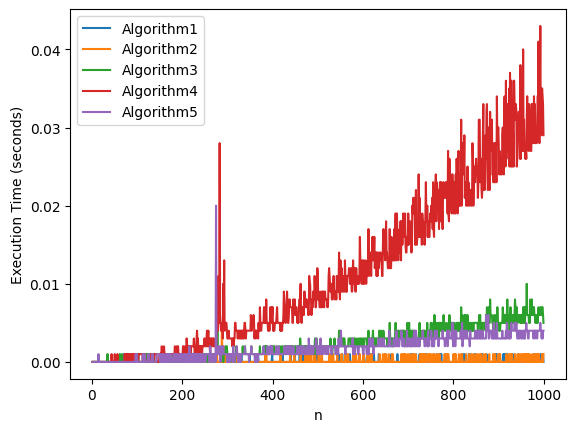 Algorithm1
Algorithm2
Algorithm3
Algorithm4
Algorithm5
Execution Time (seconds)
0.04
0.03
0.02
0.01
0.00
0
200
400
600
800
1000
n